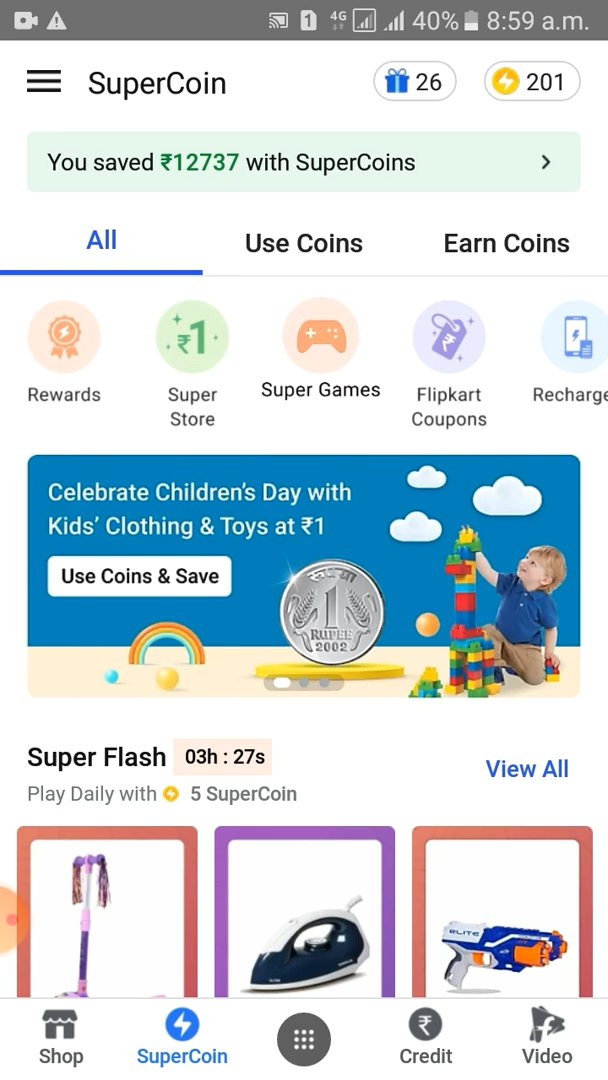 1 4G 40% 8:59 a.m.
SuperCoin 26 201
You saved ₹12737 with SuperCoins
All Use Coins Earn Coins
₹1
Rewards
Super
Store
Super Games
₹
Flipkart
Coupons
Recharge
Celebrate Children's Day with
Kids' Clothing & Toys at ₹1
Use Coins & Save
1
RUPEE
2002
Super Flash 03h : 27s
View All
Play Daily with 5 SuperCoin
ELITE
₹
Shop SuperCoin Credit Video